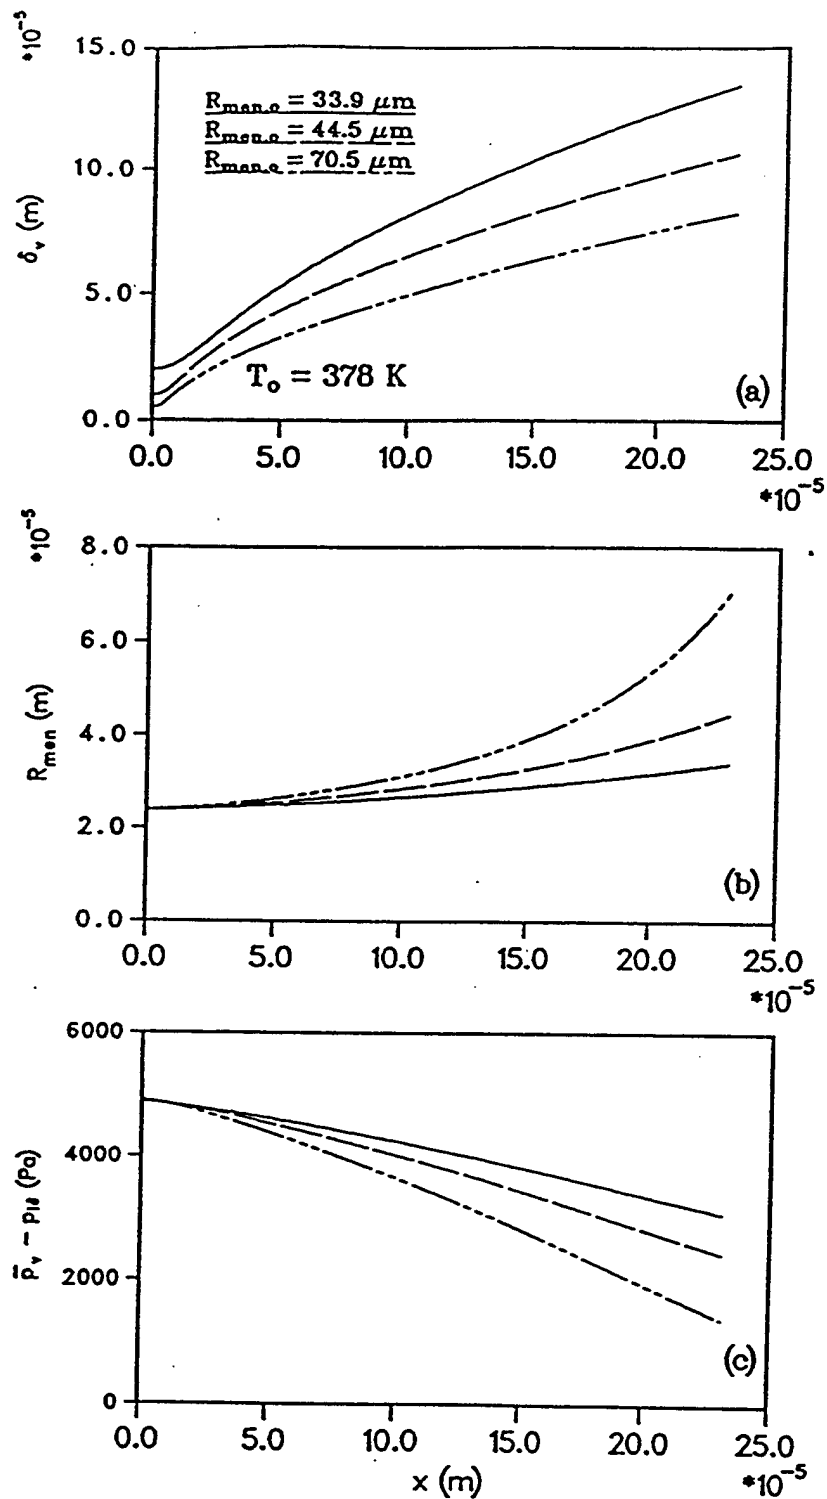 *10⁻⁵
15.0
10.0
5.0
0.0
δᵥ (m)
R_men,o = 33.9 μm
R_men,o = 44.5 μm
R_men,o = 70.5 μm
T_o = 378 K
(a)
0.0 5.0 10.0 15.0 20.0 25.0
*10⁻⁵
*10⁻⁵
8.0
6.0
4.0
2.0
0.0
R_men (m)
(b)
0.0 5.0 10.0 15.0 20.0 25.0
*10⁻⁵
6000
4000
2000
0
p̄ᵥ − p_lδ (Pa)
(c)
0.0 5.0 10.0 15.0 20.0 25.0
x (m)
*10⁻⁵